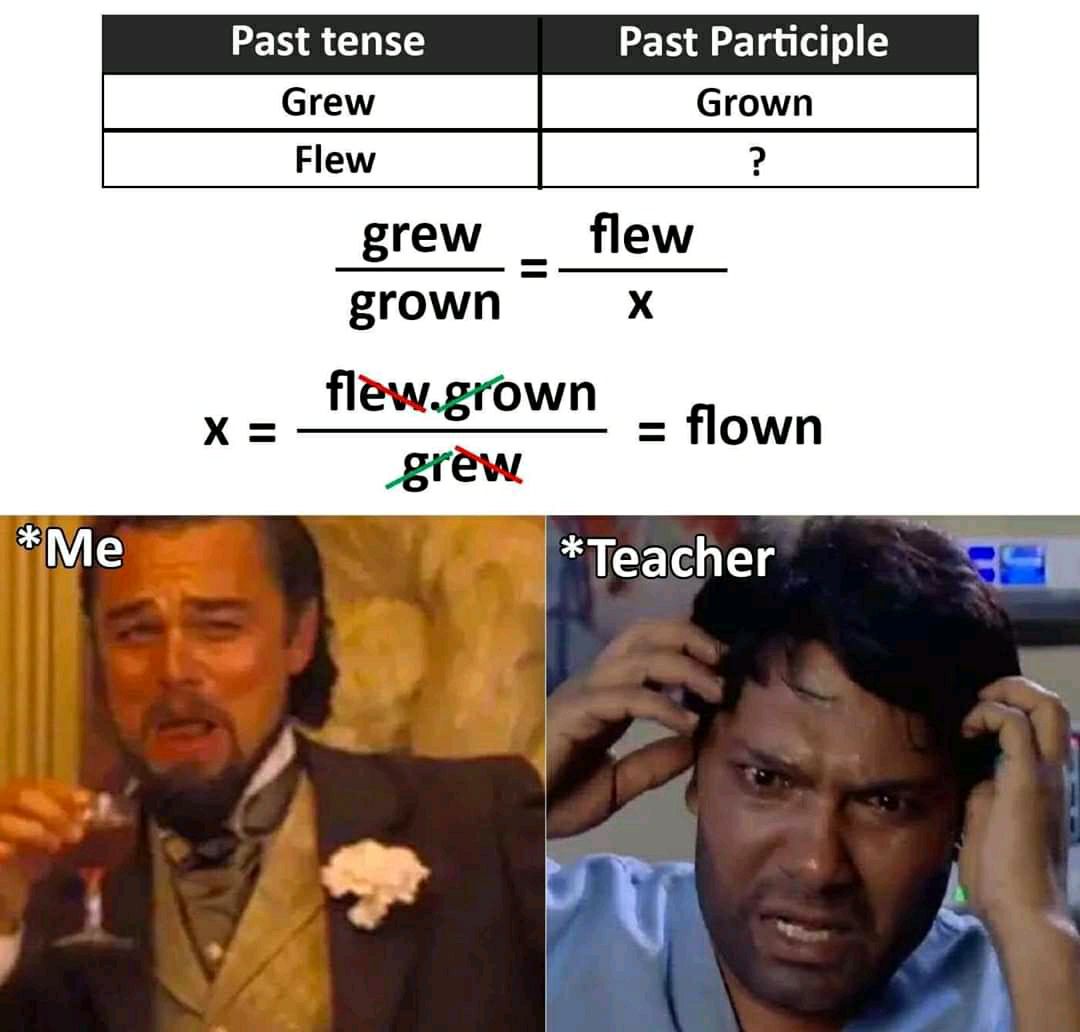 Past tense Past Participle
Grew Grown
Flew ?
grew = flew
grown x
x = flew.grown = flown
grew
*Me *Teacher